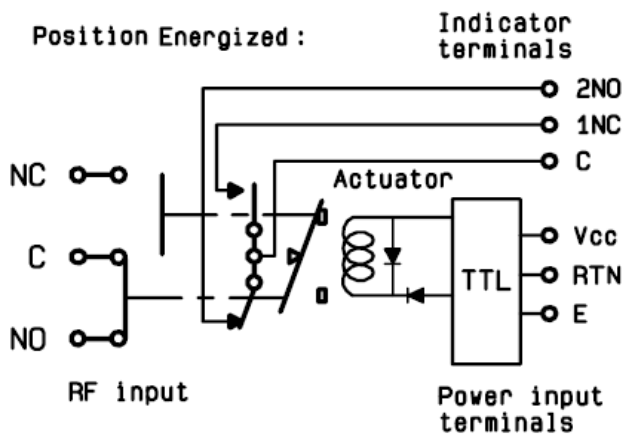 Position Energized :
Indicator
terminals
2NO
1NC
C
NC
Actuator
C
Vcc
TTL
RTN
NO
E
RF input
Power input
terminals